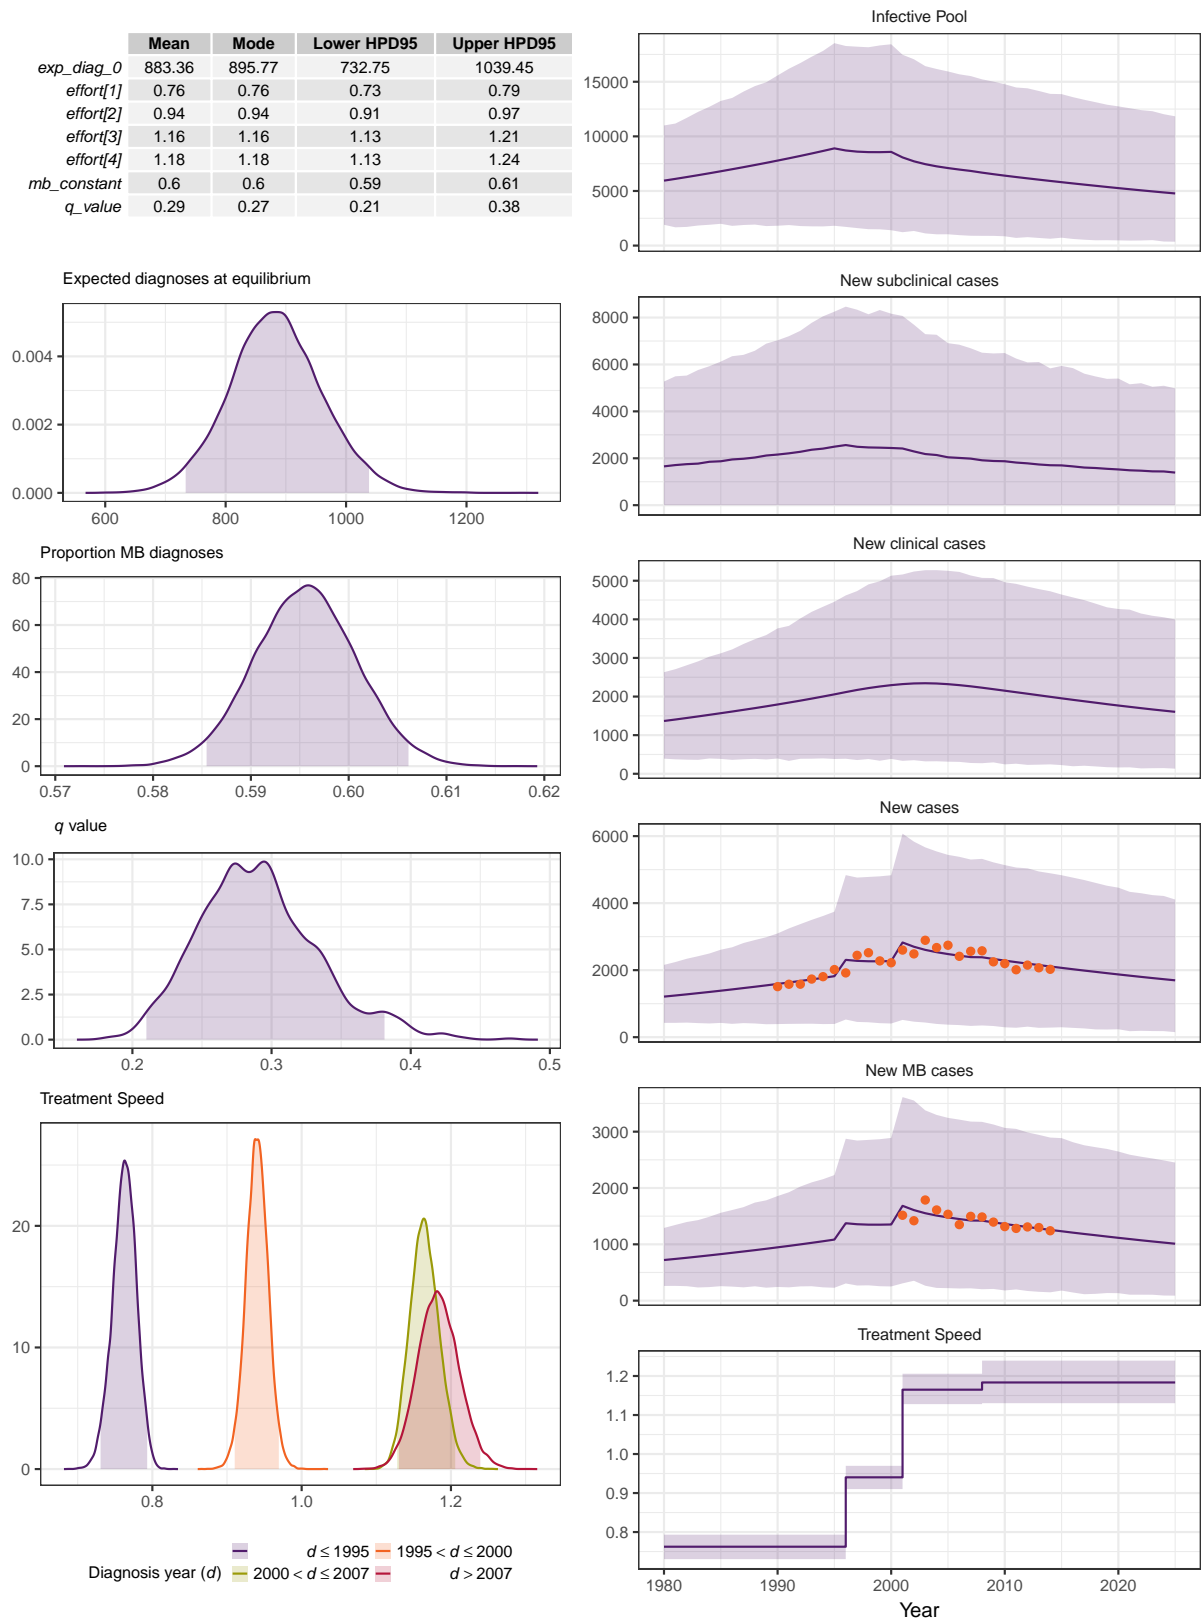 Mean Mode Lower HPD95 Upper HPD95
exp_diag_0 883.36 895.77 732.75 1039.45
effort[1] 0.76 0.76 0.73 0.79
effort[2] 0.94 0.94 0.91 0.97
effort[3] 1.16 1.16 1.13 1.21
effort[4] 1.18 1.18 1.13 1.24
mb_constant 0.6 0.6 0.59 0.61
q_value 0.29 0.27 0.21 0.38
Expected diagnoses at equilibrium
0.004
0.002
0.000
600 800 1000 1200
Proportion MB diagnoses
80
60
40
20
0
0.57 0.58 0.59 0.60 0.61 0.62
q value
10.0
7.5
5.0
2.5
0.0
0.2 0.3 0.4 0.5
Treatment Speed
20
10
0
0.8 1.0 1.2
Diagnosis year (d)
d ≤ 1995
1995 < d ≤ 2000
2000 < d ≤ 2007
d > 2007
Infective Pool
15000
10000
5000
0
New subclinical cases
8000
6000
4000
2000
0
New clinical cases
5000
4000
3000
2000
1000
0
New cases
6000
4000
2000
0
New MB cases
3000
2000
1000
0
Treatment Speed
1.2
1.1
1.0
0.9
0.8
1980 1990 2000 2010 2020
Year